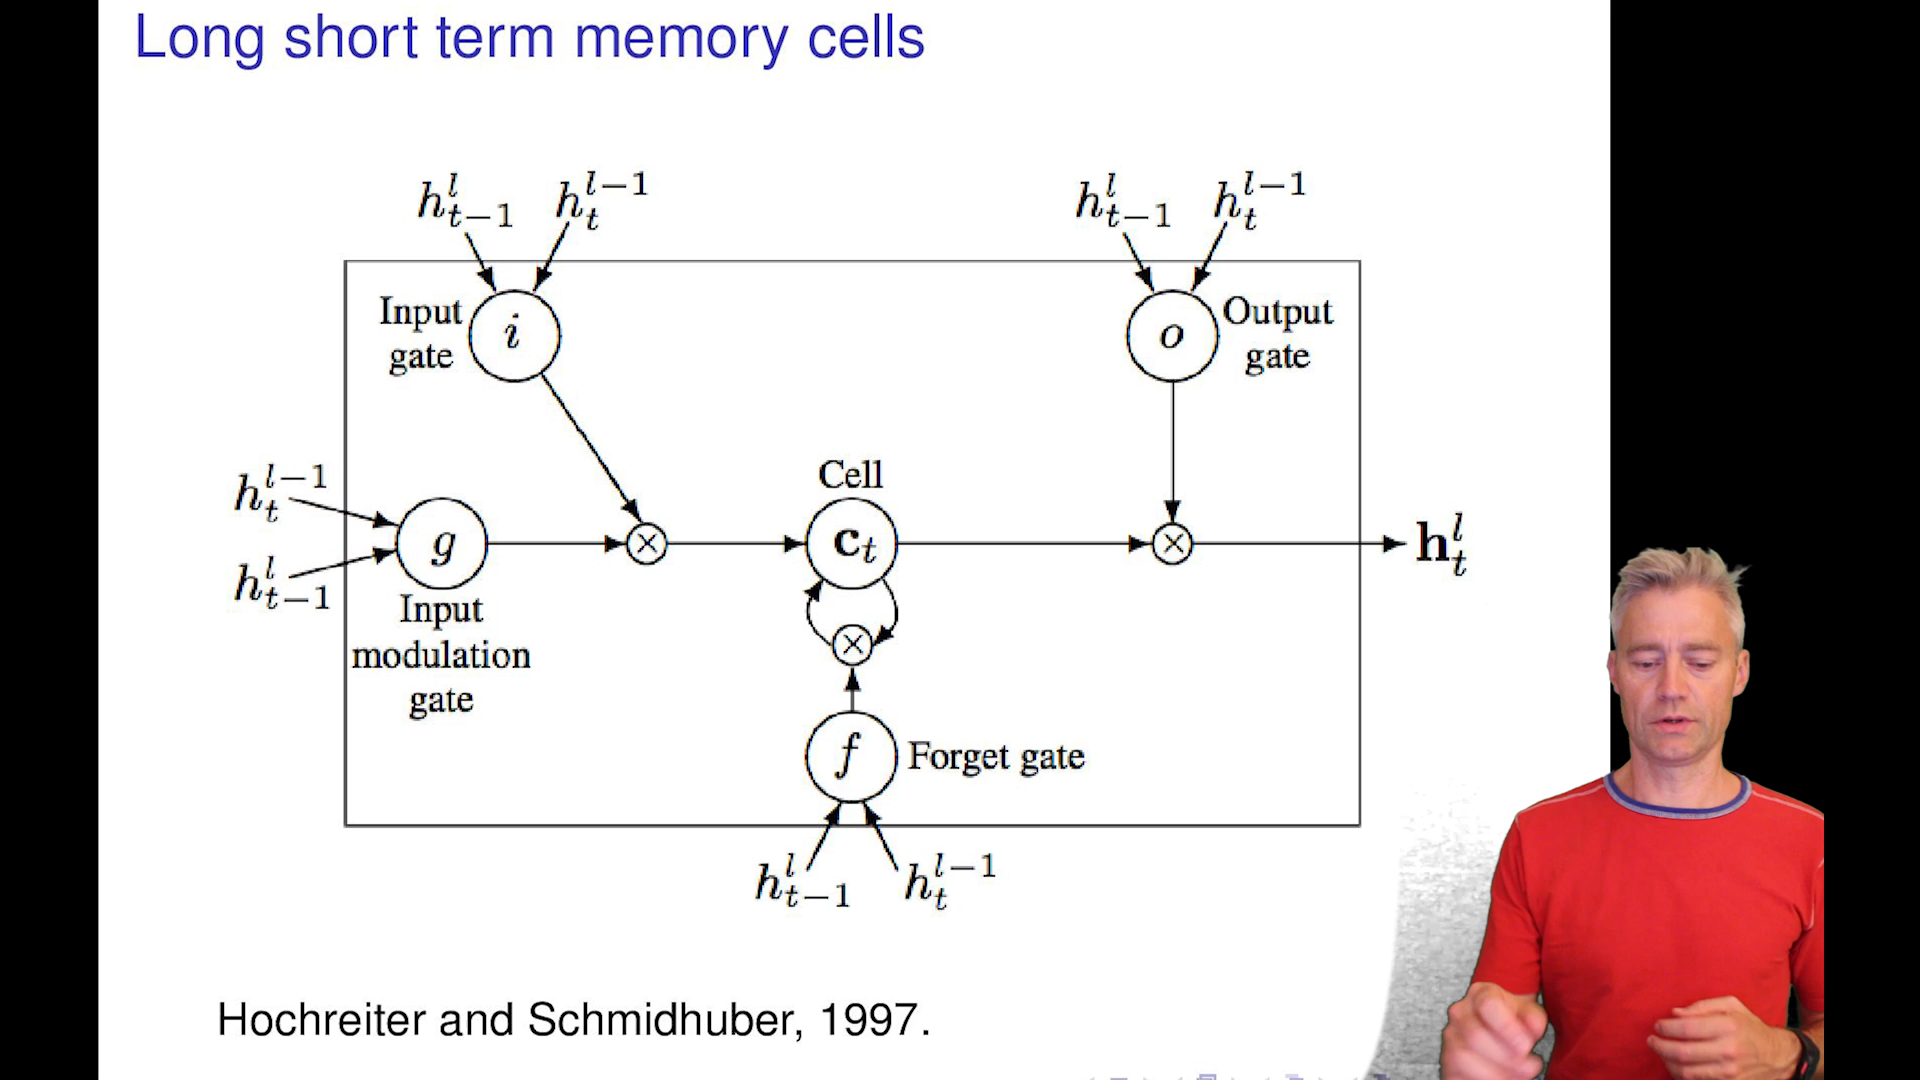 Long short term memory cells
h^l_{t−1} h^{l−1}_t
h^l_{t−1} h^{l−1}_t
Input
gate
i
o
Output
gate
h^{l−1}_t
h^l_{t−1}
g
Input
modulation
gate
×
Cell
c_t
×
h^l_t
×
f
Forget gate
h^l_{t−1} h^{l−1}_t
Hochreiter and Schmidhuber, 1997.